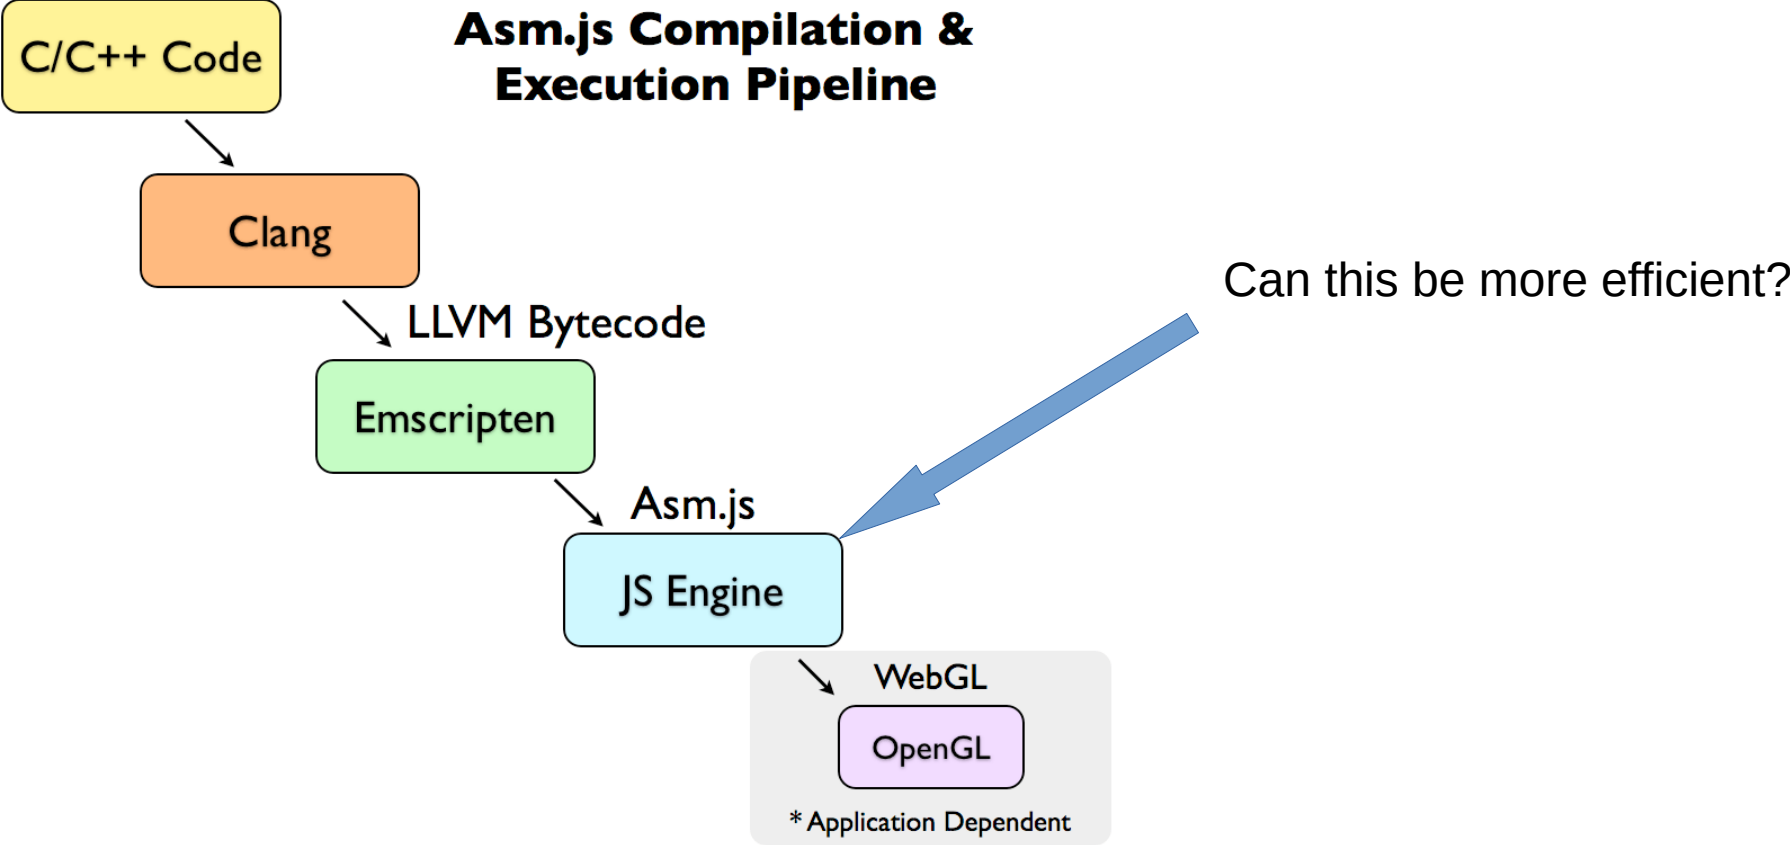 C/C++ Code
Asm.js Compilation &
Execution Pipeline
Clang
Can this be more efficient?
LLVM Bytecode
Emscripten
Asm.js
JS Engine
WebGL
OpenGL
* Application Dependent